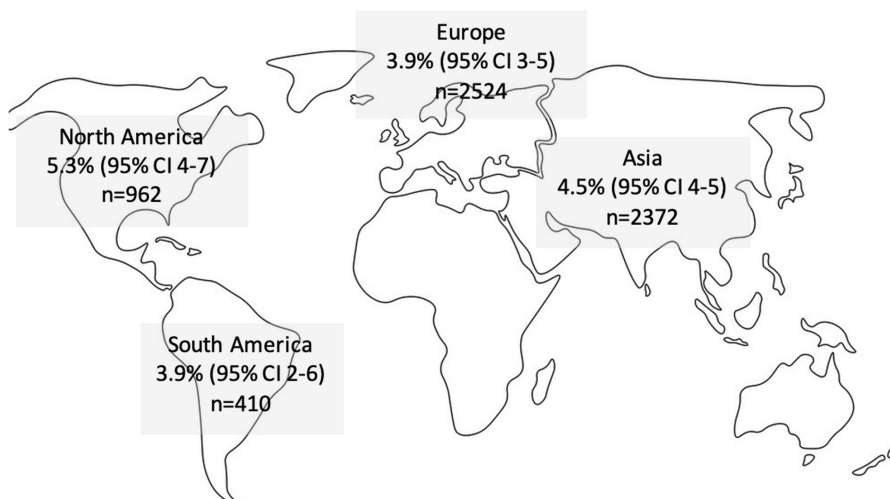 Europe
3.9% (95% CI 3-5)
n=2524
North America
5.3% (95% CI 4-7)
n=962
Asia
4.5% (95% CI 4-5)
n=2372
South America
3.9% (95% CI 2-6)
n=410